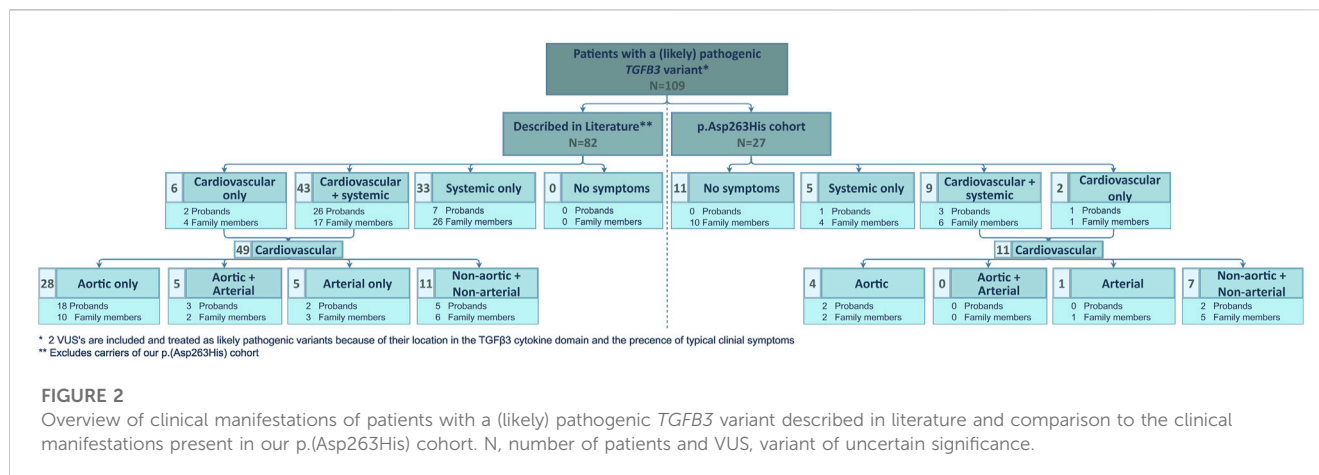 Patients with a (likely) pathogenic
TGFB3 variant*
N=109
Described in Literature**
N=82
p.Asp263His cohort
N=27
6 Cardiovascular only
2 Probands
4 Family members
43 Cardiovascular + systemic
26 Probands
17 Family members
33 Systemic only
7 Probands
26 Family members
0 No symptoms
0 Probands
0 Family members
11 No symptoms
0 Probands
10 Family members
5 Systemic only
1 Probands
4 Family members
9 Cardiovascular + systemic
3 Probands
6 Family members
2 Cardiovascular only
1 Probands
1 Family members
49 Cardiovascular
11 Cardiovascular
28 Aortic only
18 Probands
10 Family members
5 Aortic + Arterial
3 Probands
2 Family members
5 Arterial only
2 Probands
3 Family members
11 Non-aortic + Non-arterial
5 Probands
6 Family members
4 Aortic
2 Probands
2 Family members
0 Aortic + Arterial
0 Probands
0 Family members
1 Arterial
0 Probands
1 Family members
7 Non-aortic + Non-arterial
2 Probands
5 Family members
* 2 VUS's are included and treated as likely pathogenic variants because of their location in the TGFβ3 cytokine domain and the precence of typical clinial symptoms
** Excludes carriers of our p.(Asp263His) cohort
FIGURE 2
Overview of clinical manifestations of patients with a (likely) pathogenic TGFB3 variant described in literature and comparison to the clinical
manifestations present in our p.(Asp263His) cohort. N, number of patients and VUS, variant of uncertain significance.